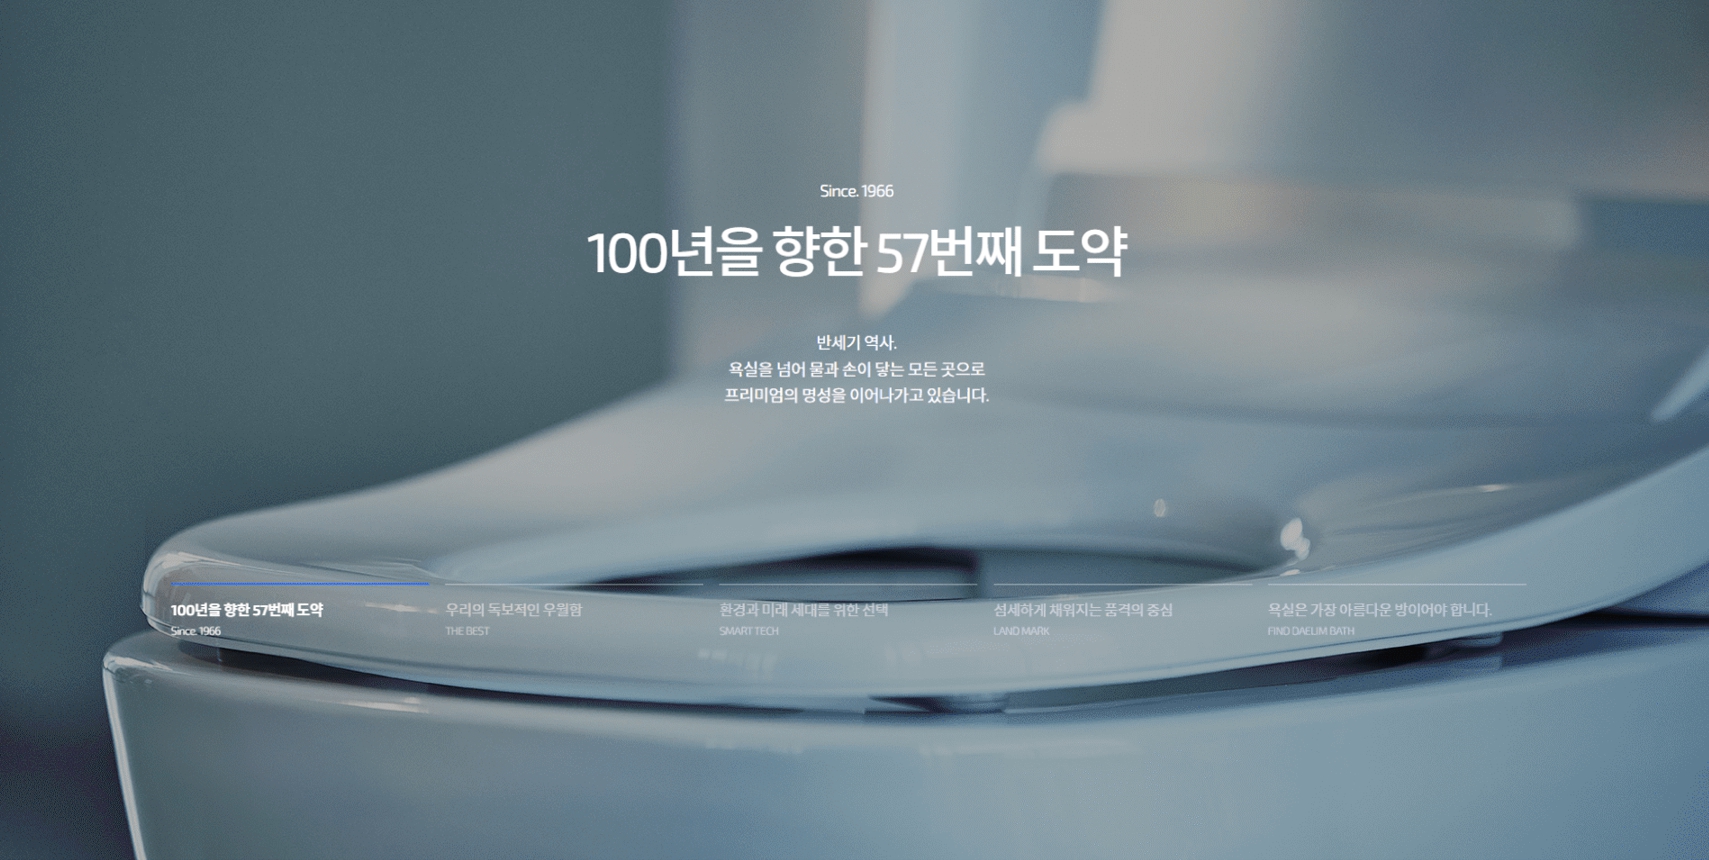 Since. 1966
100년을 향한 57번째 도약
반세기 역사.
욕실을 넘어 물과 손이 닿는 모든 곳으로
프리미엄의 명성을 이어나가고 있습니다.
100년을 향한 57번째 도약
Since. 1966
우리의 독보적인 우월함
THE BEST
환경과 미래 세대를 위한 선택
SMART TECH
섬세하게 채워지는 품격의 중심
LAND MARK
욕실은 가장 아름다운 방이어야 합니다.
FIND DAELIM BATH